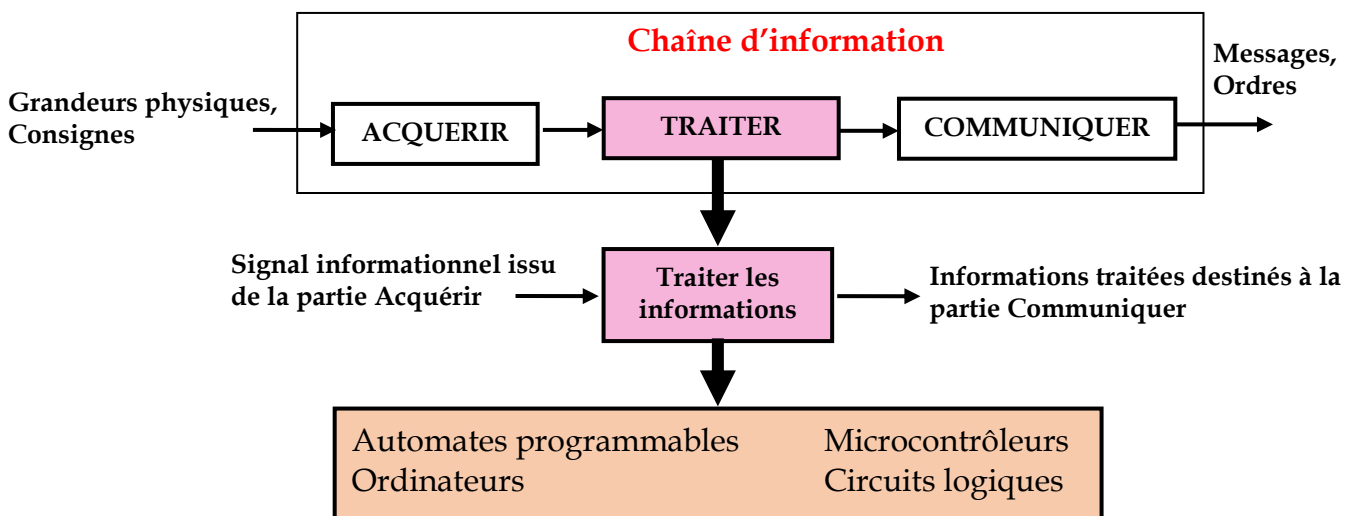 Chaîne d’information
Messages,
Ordres
Grandeurs physiques,
Consignes
ACQUERIR
TRAITER
COMMUNIQUER
Signal informationnel issu
de la partie Acquérir
Traiter les
informations
Informations traitées destinés à la
partie Communiquer
Automates programmables
Microcontrôleurs
Ordinateurs
Circuits logiques